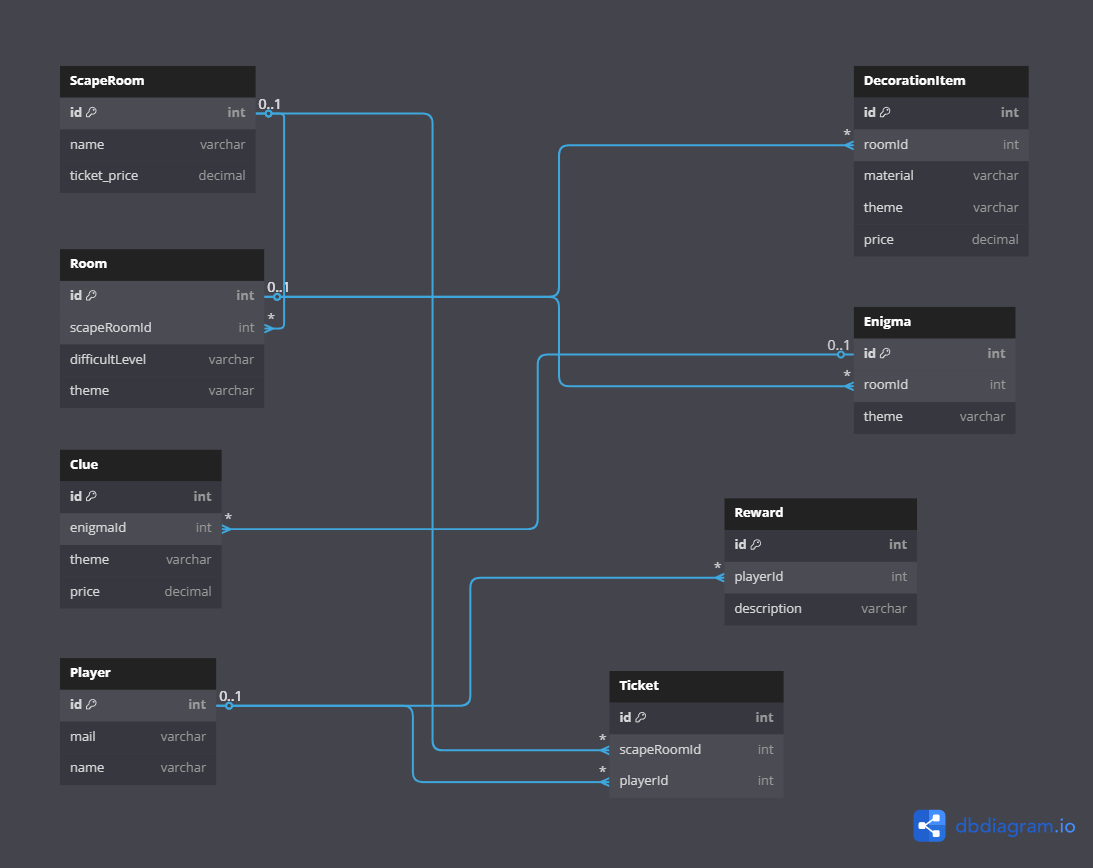 ScapeRoom
id int
0..1
name varchar
ticket_price decimal
Room
id int
0..1
scapeRoomId int
*
difficultLevel varchar
theme varchar
Clue
id int
enigmaId int
*
theme varchar
price decimal
Player
id int
0..1
mail varchar
name varchar
DecorationItem
id int
*
roomId int
material varchar
theme varchar
price decimal
Enigma
0..1
id int
*
roomId int
theme varchar
Reward
id int
*
playerId int
description varchar
Ticket
id int
*
scapeRoomId int
*
playerId int
dbdiagram.io